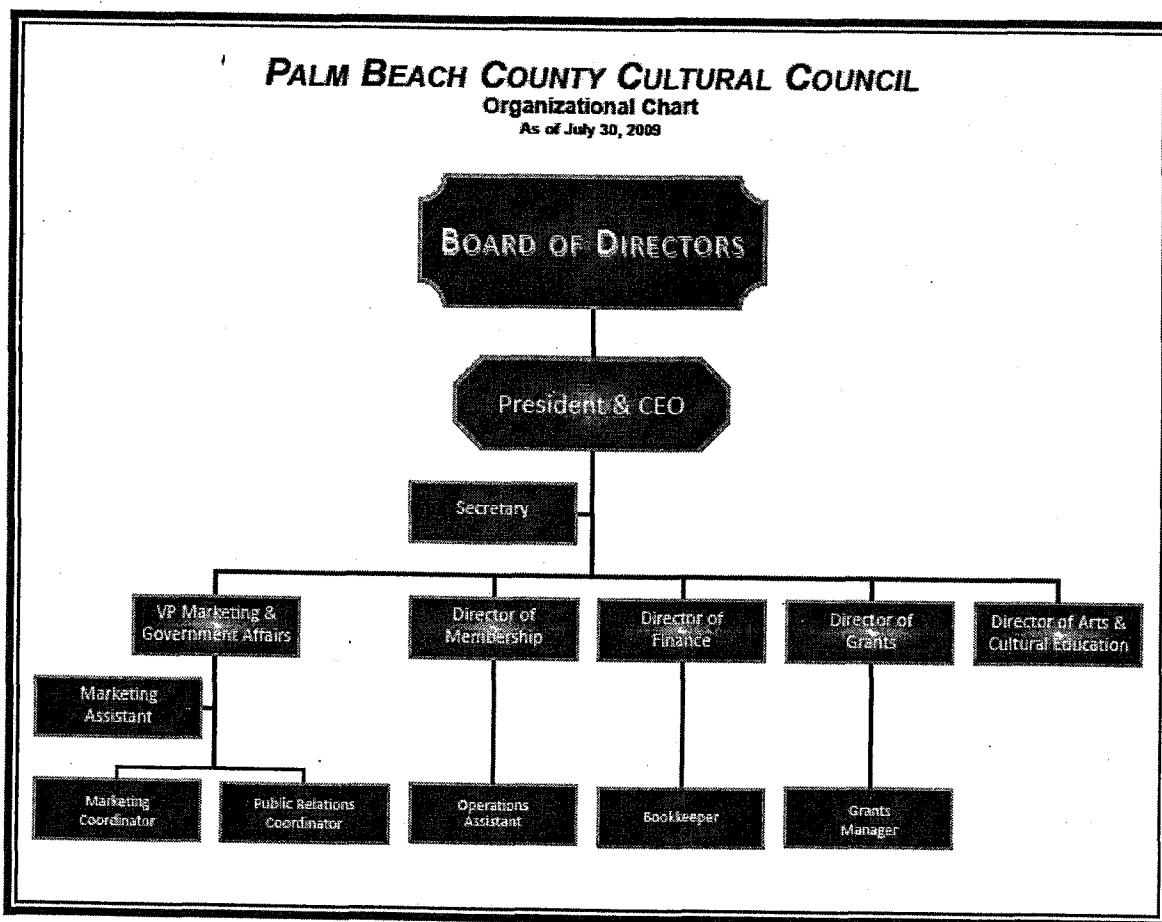 PALM BEACH COUNTY CULTURAL COUNCIL
Organizational Chart
As of July 30, 2009
BOARD OF DIRECTORS
President & CEO
Secretary
VP Marketing &
Government Affairs
Director of
Membership
Director of
Finance
Director of
Grants
Director of Arts &
Cultural Education
Marketing
Assistant
Marketing
Coordinator
Public Relations
Coordinator
Operations
Assistant
Bookkeeper
Grants
Manager